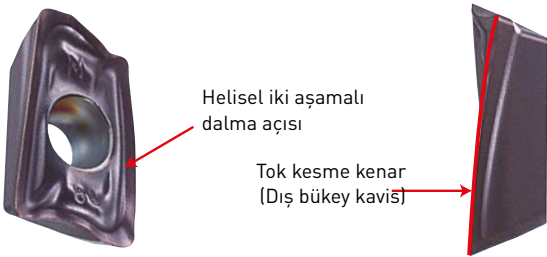 Helisel iki aşamalı
dalma açısı
Tok kesme kenar
(Dış bükey kavis)
M